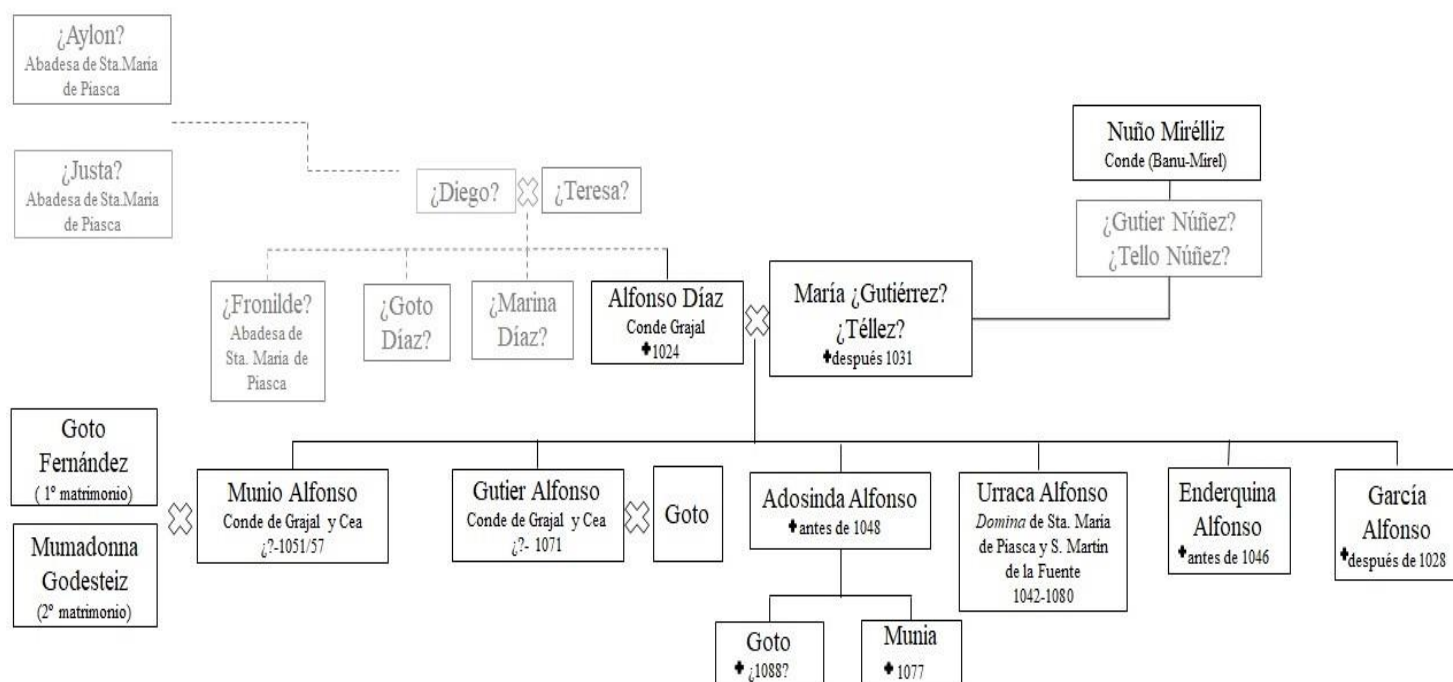 ¿Aylon?
Abadesa de Sta.Maria
de Piasca
¿Justa?
Abadesa de Sta.Maria
de Piasca
¿Diego?
¿Teresa?
Nuño Mirélliz
Conde (Banu-Mirel)
¿Gutier Núñez?
¿Tello Núñez?
¿Fronilde?
Abadesa de
Sta. Maria de
Piasca
¿Goto
Díaz?
¿Marina
Díaz?
Alfonso Díaz
Conde Grajal
✝1024
María ¿Gutiérrez?
¿Téllez?
✝después 1031
Goto
Fernández
( 1º matrimonio)
Mumadonna
Godesteiz
(2º matrimonio)
Munio Alfonso
Conde de Grajal y Cea
¿?-1051/57
Gutier Alfonso
Conde de Grajal y Cea
¿?- 1071
Goto
Adosinda Alfonso
✝antes de 1048
Urraca Alfonso
Domina de Sta. Maria
de Piasca y S. Martin
de la Fuente
1042-1080
Enderquina
Alfonso
✝antes de 1046
García
Alfonso
✝después de 1028
Goto
✝ ¿1088?
Munia
✝ 1077